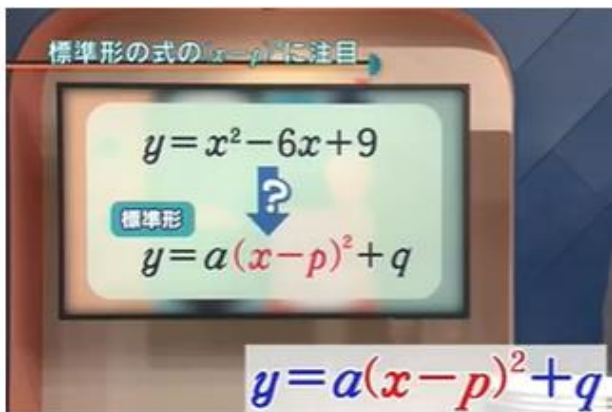 標準形の式の(x−p)²に注目
y=x²−6x+9
?
標準形
y=a(x−p)²+q
y=a(x−p)²+q